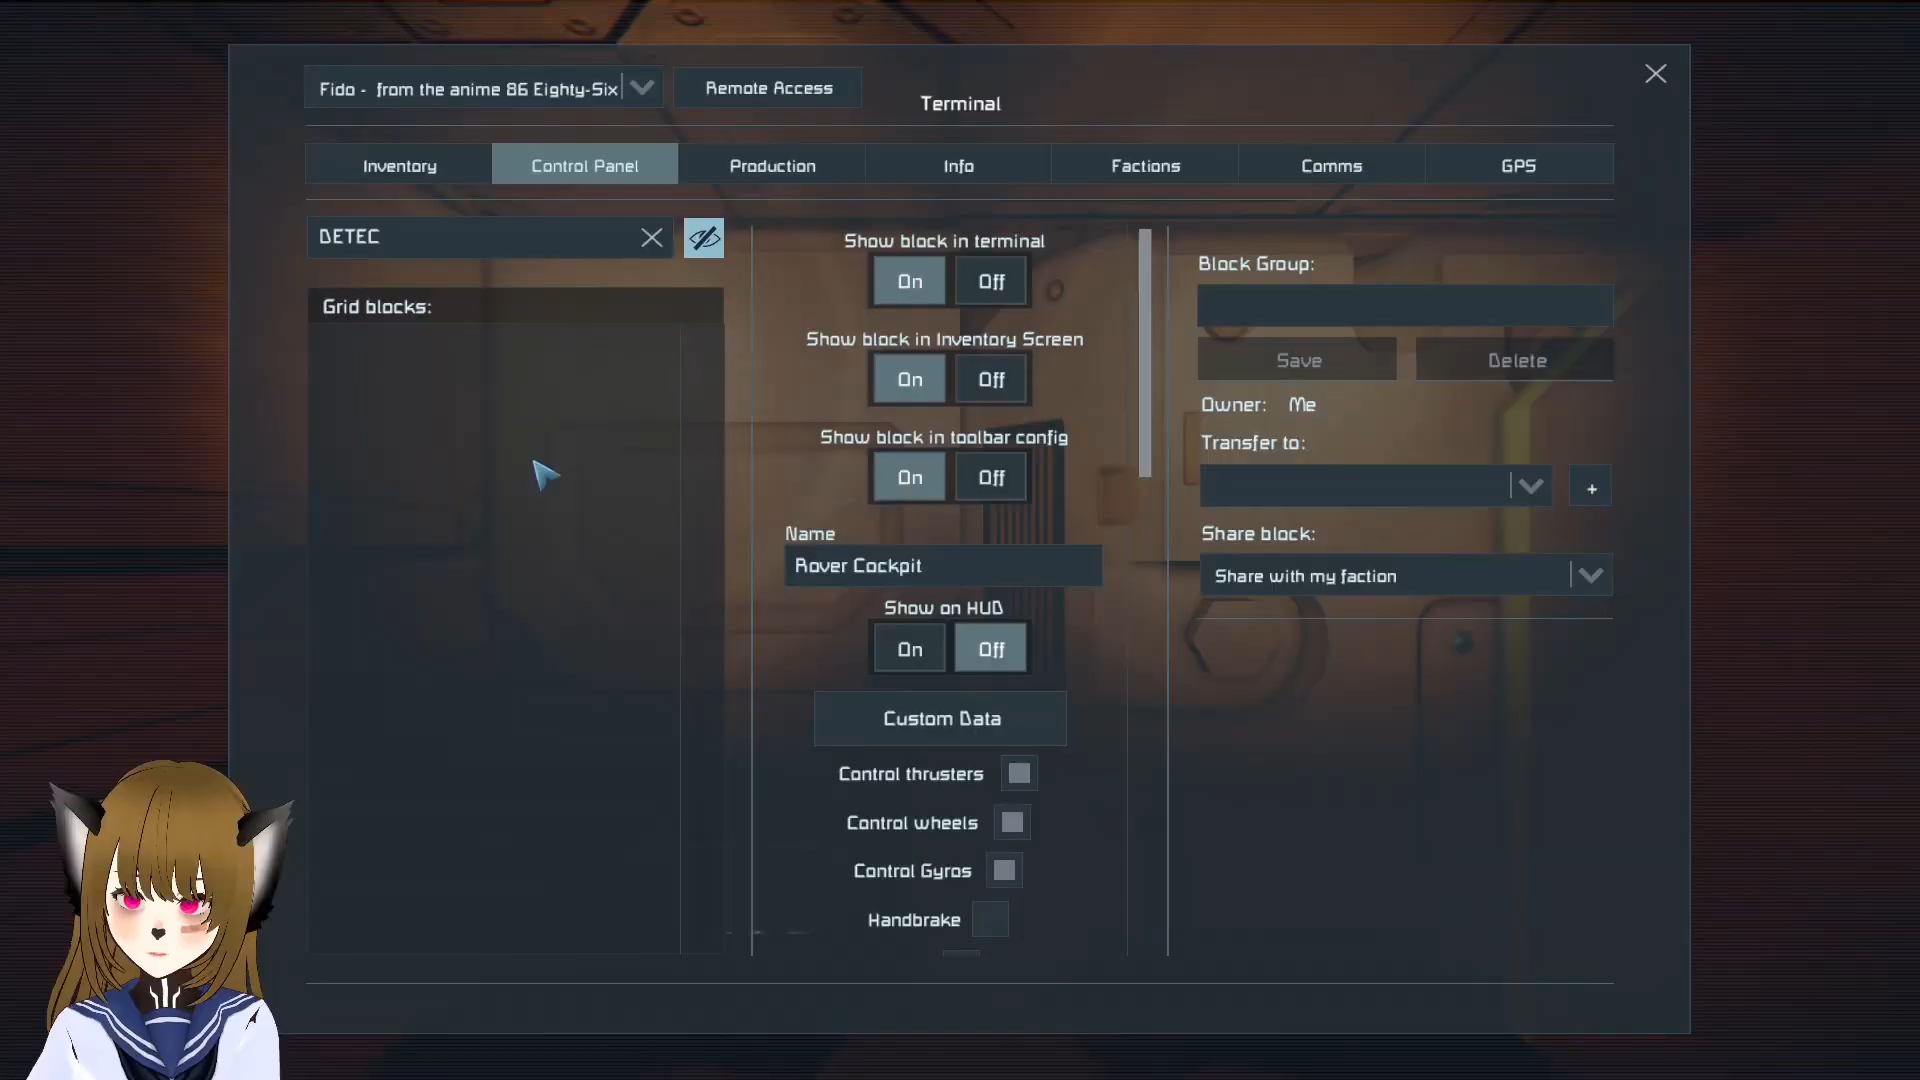 Fido -  from the anime 86 Eighty-Six
Remote Access
Terminal
Inventory
Control Panel
Production
Info
Factions
Comms
GPS
DETEC
Grid blocks:
Show block in terminal
On
Off
Show block in Inventory Screen
On
Off
Show block in toolbar config
On
Off
Name
Rover Cockpit
Show on HUD
On
Off
Custom Data
Control thrusters
Control wheels
Control Gyros
Handbrake
Block Group:
Save
Delete
Owner: Me
Transfer to:
+
Share block:
Share with my faction